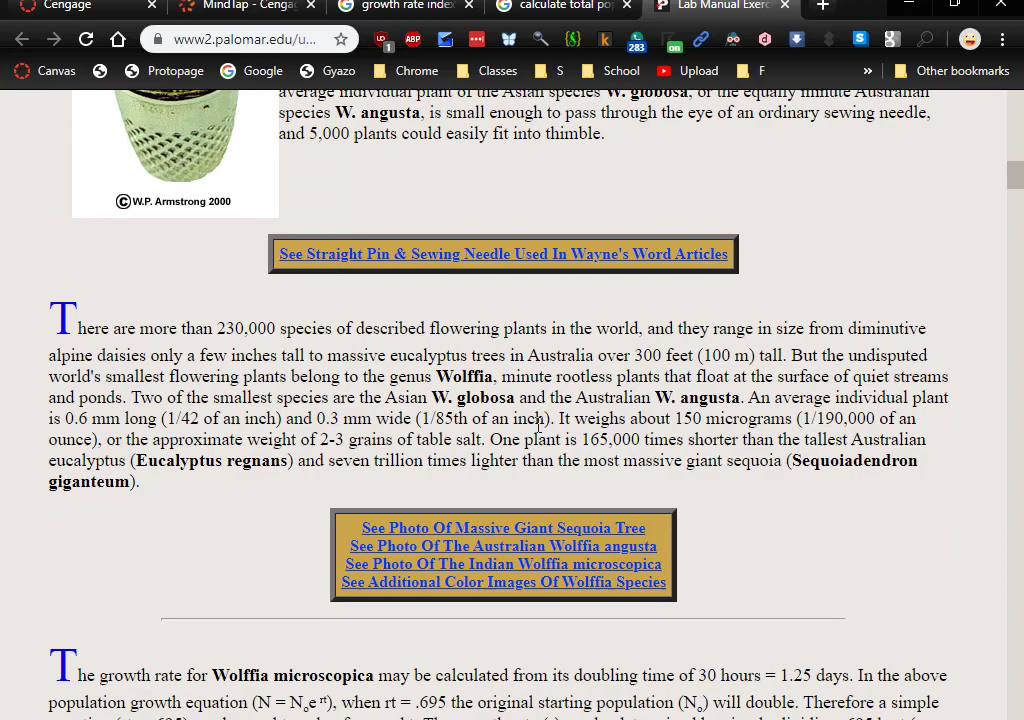 Cengage
MindTap - Cenga
growth rate index
calculate total po
Lab Manual Exerc
www2.palomar.edu/u...
1
ABP
283
on
Canvas
Protopage
Google
Gyazo
Chrome
Classes
S
School
Upload
F
»
Other bookmarks
average individual plant of the Asian species W. globosa, or the equally minute Australian
species W. angusta, is small enough to pass through the eye of an ordinary sewing needle,
and 5,000 plants could easily fit into thimble.
©W.P. Armstrong 2000
See Straight Pin & Sewing Needle Used In Wayne's Word Articles
There are more than 230,000 species of described flowering plants in the world, and they range in size from diminutive
alpine daisies only a few inches tall to massive eucalyptus trees in Australia over 300 feet (100 m) tall. But the undisputed
world's smallest flowering plants belong to the genus Wolffia, minute rootless plants that float at the surface of quiet streams
and ponds. Two of the smallest species are the Asian W. globosa and the Australian W. angusta. An average individual plant
is 0.6 mm long (1/42 of an inch) and 0.3 mm wide (1/85th of an inch). It weighs about 150 micrograms (1/190,000 of an
ounce), or the approximate weight of 2-3 grains of table salt. One plant is 165,000 times shorter than the tallest Australian
eucalyptus (Eucalyptus regnans) and seven trillion times lighter than the most massive giant sequoia (Sequoiadendron
giganteum).
See Photo Of Massive Giant Sequoia Tree
See Photo Of The Australian Wolffia angusta
See Photo Of The Indian Wolffia microscopica
See Additional Color Images Of Wolffia Species
The growth rate for Wolffia microscopica may be calculated from its doubling time of 30 hours = 1.25 days. In the above
population growth equation (N = Noe rt), when rt = .695 the original starting population (No) will double. Therefore a simple